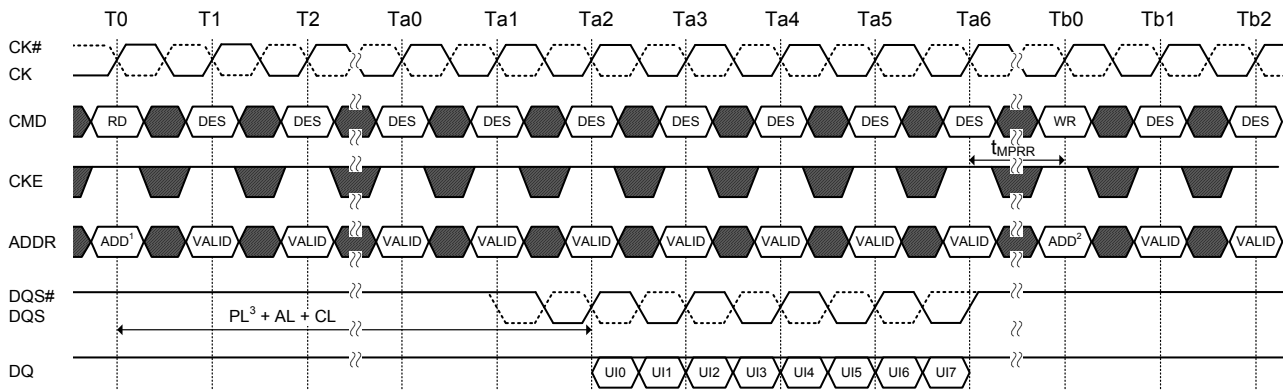 T0 T1 T2 Ta0 Ta1 Ta2 Ta3 Ta4 Ta5 Ta6 Tb0 Tb1 Tb2
CK#
CK
CMD RD DES DES DES DES DES DES DES DES DES WR DES DES
tMPRR
CKE
ADDR ADD¹ VALID VALID VALID VALID VALID VALID VALID VALID VALID ADD² VALID VALID
DQS#
DQS
PL³ + AL + CL
DQ UI0 UI1 UI2 UI3 UI4 UI5 UI6 UI7